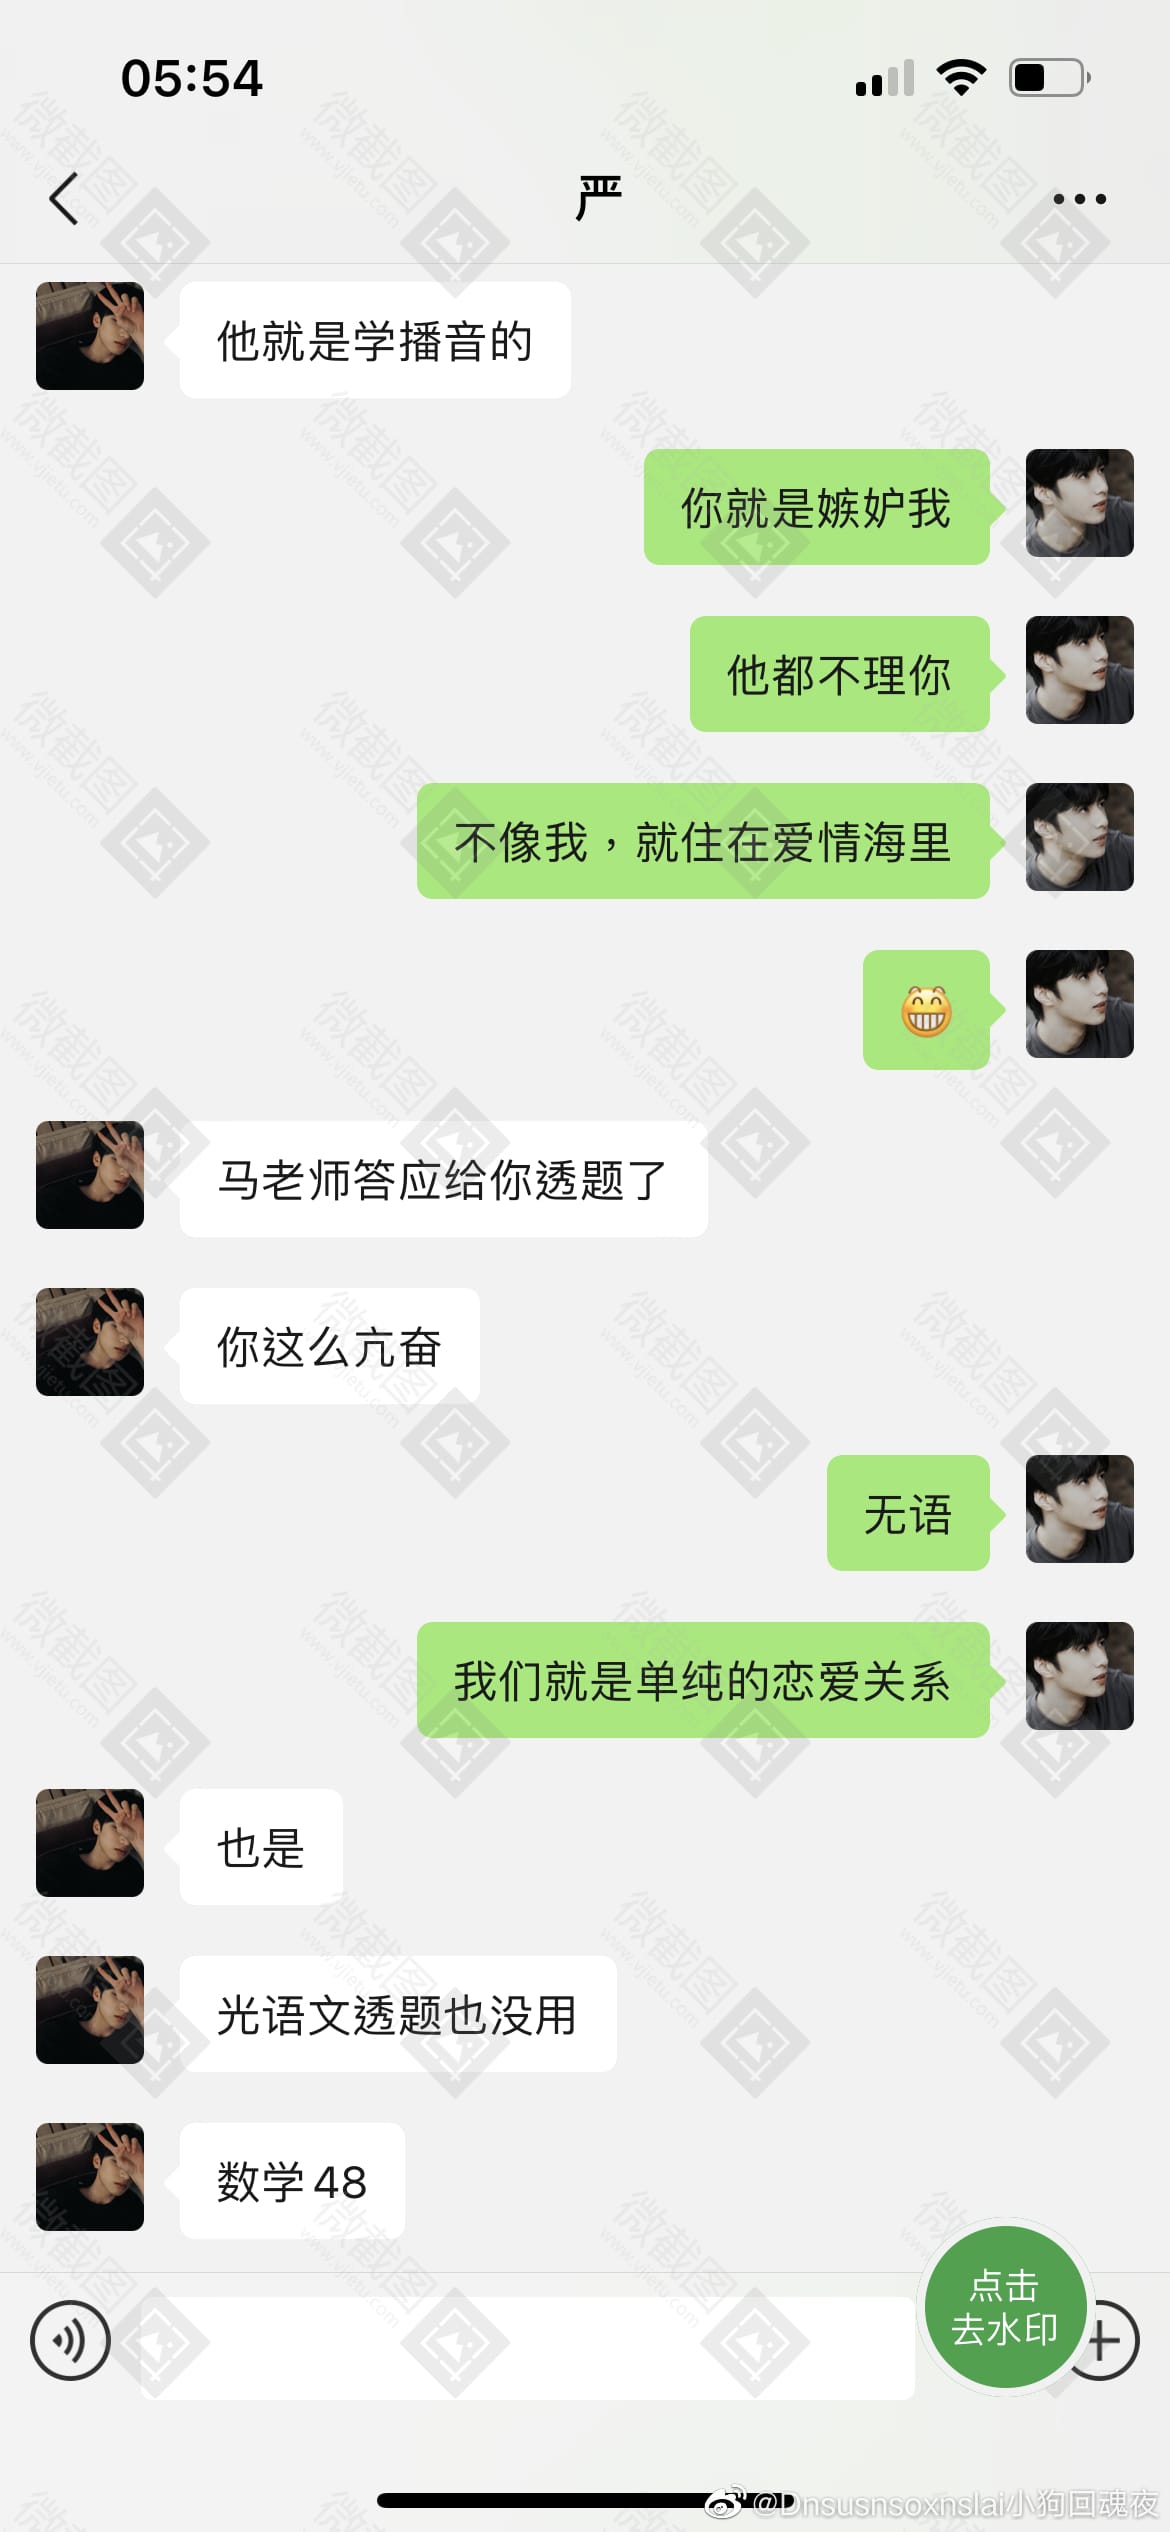 05:54
严
他就是学播音的
你就是嫉妒我
他都不理你
不像我，就住在爱情海里
😁
马老师答应给你透题了
你这么亢奋
无语
我们就是单纯的恋爱关系
也是
光语文透题也没用
数学48
点击
去水印
@Dnsusnsoxnslai小狗回魂夜
微截图
www.vjietu.com